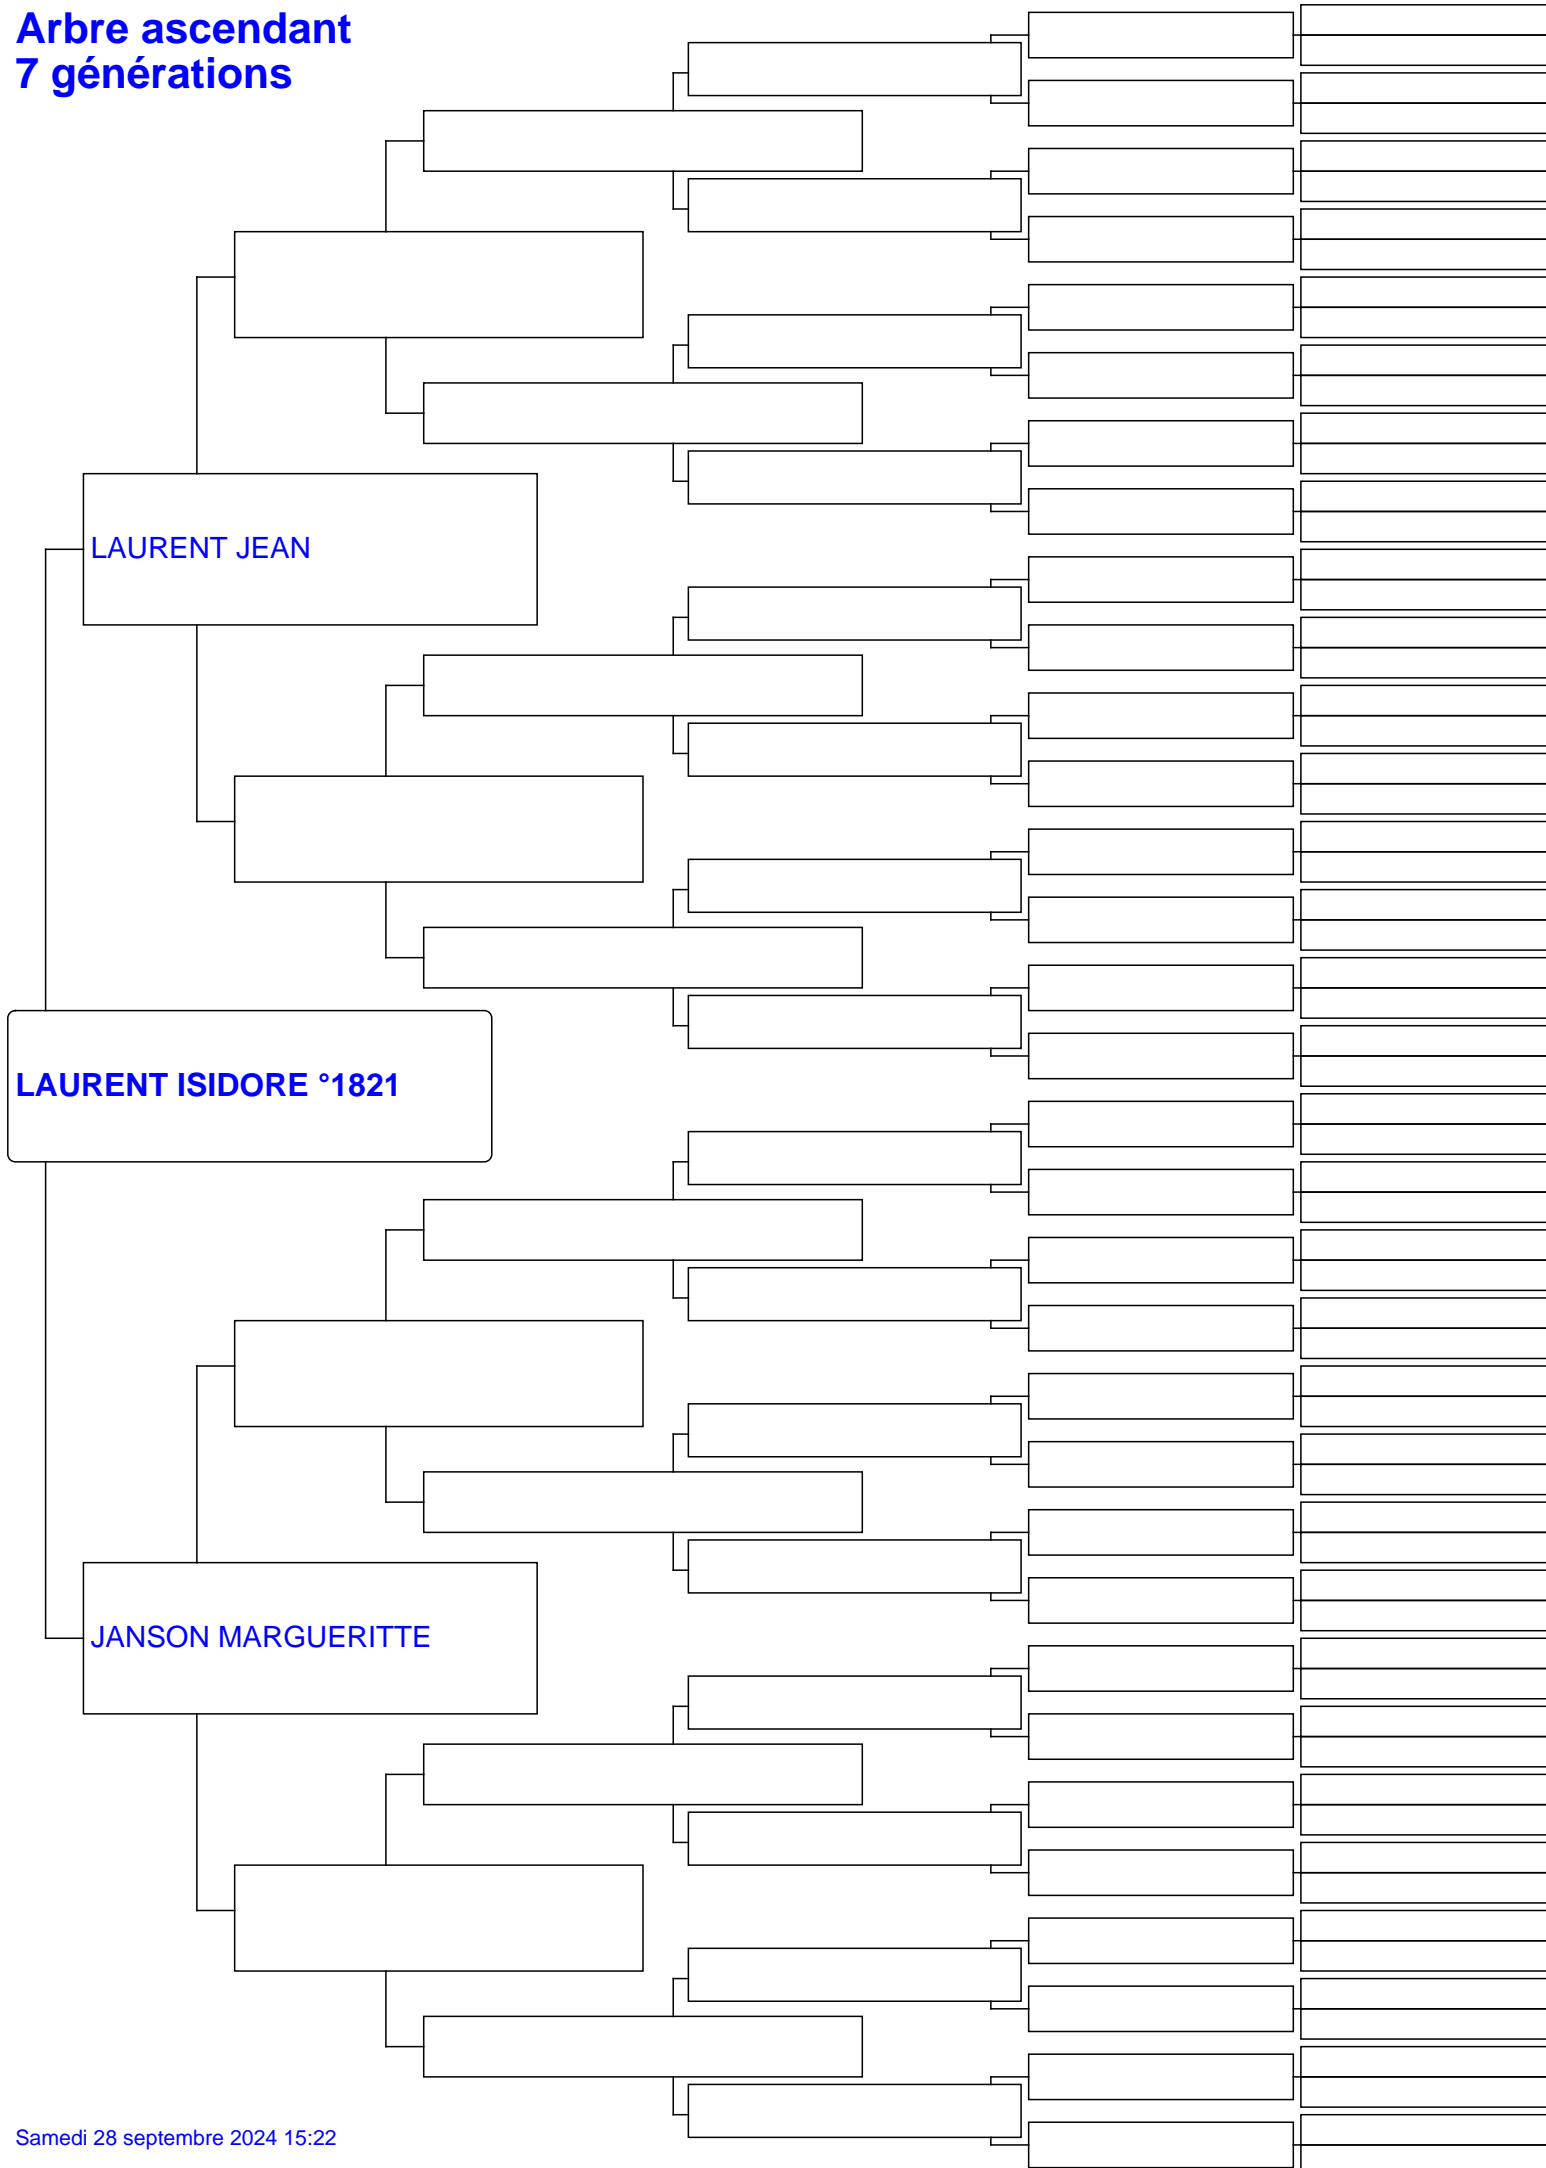 Arbre ascendant
7 générations
LAURENT JEAN
LAURENT ISIDORE °1821
JANSON MARGUERITTE
Samedi 28 septembre 2024 15:22